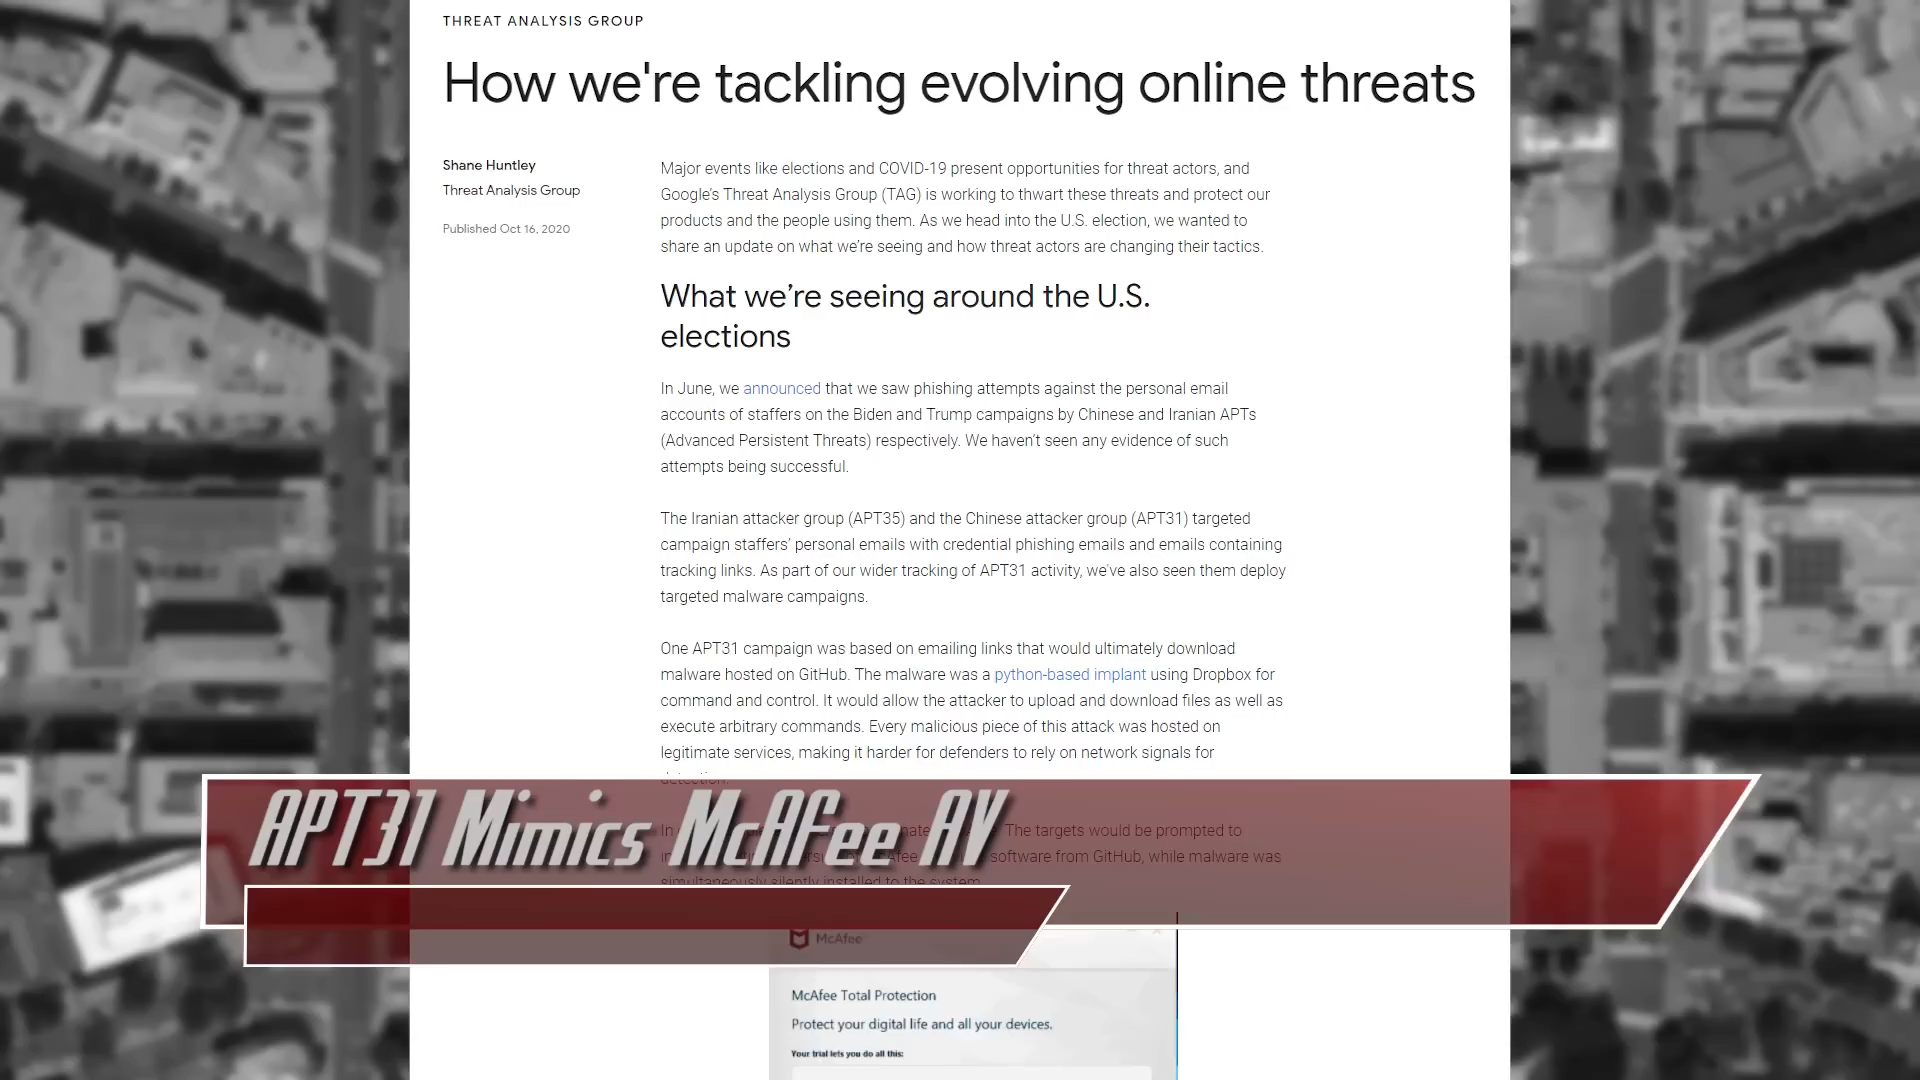 THREAT ANALYSIS GROUP
How we're tackling evolving online threats
Shane Huntley
Threat Analysis Group
Published Oct 16, 2020
Major events like elections and COVID-19 present opportunities for threat actors, and
Google's Threat Analysis Group (TAG) is working to thwart these threats and protect our
products and the people using them. As we head into the U.S. election, we wanted to
share an update on what we're seeing and how threat actors are changing their tactics.
What we’re seeing around the U.S.
elections
In June, we announced that we saw phishing attempts against the personal email
accounts of staffers on the Biden and Trump campaigns by Chinese and Iranian APTs
(Advanced Persistent Threats) respectively. We haven’t seen any evidence of such
attempts being successful.
The Iranian attacker group (APT35) and the Chinese attacker group (APT31) targeted
campaign staffers’ personal emails with credential phishing emails and emails containing
tracking links. As part of our wider tracking of APT31 activity, we've also seen them deploy
targeted malware campaigns.
One APT31 campaign was based on emailing links that would ultimately download
malware hosted on GitHub. The malware was a python-based implant using Dropbox for
command and control. It would allow the attacker to upload and download files as well as
execute arbitrary commands. Every malicious piece of this attack was hosted on
legitimate services, making it harder for defenders to rely on network signals for
detection.
APT31 Mimics McAfee AV
In The targets would be prompted to
software from GitHub, while malware was
simultaneously silently installed to the system.
McAfee
McAfee Total Protection
Protect your digital life and all your devices.
Your trial lets you do all this: